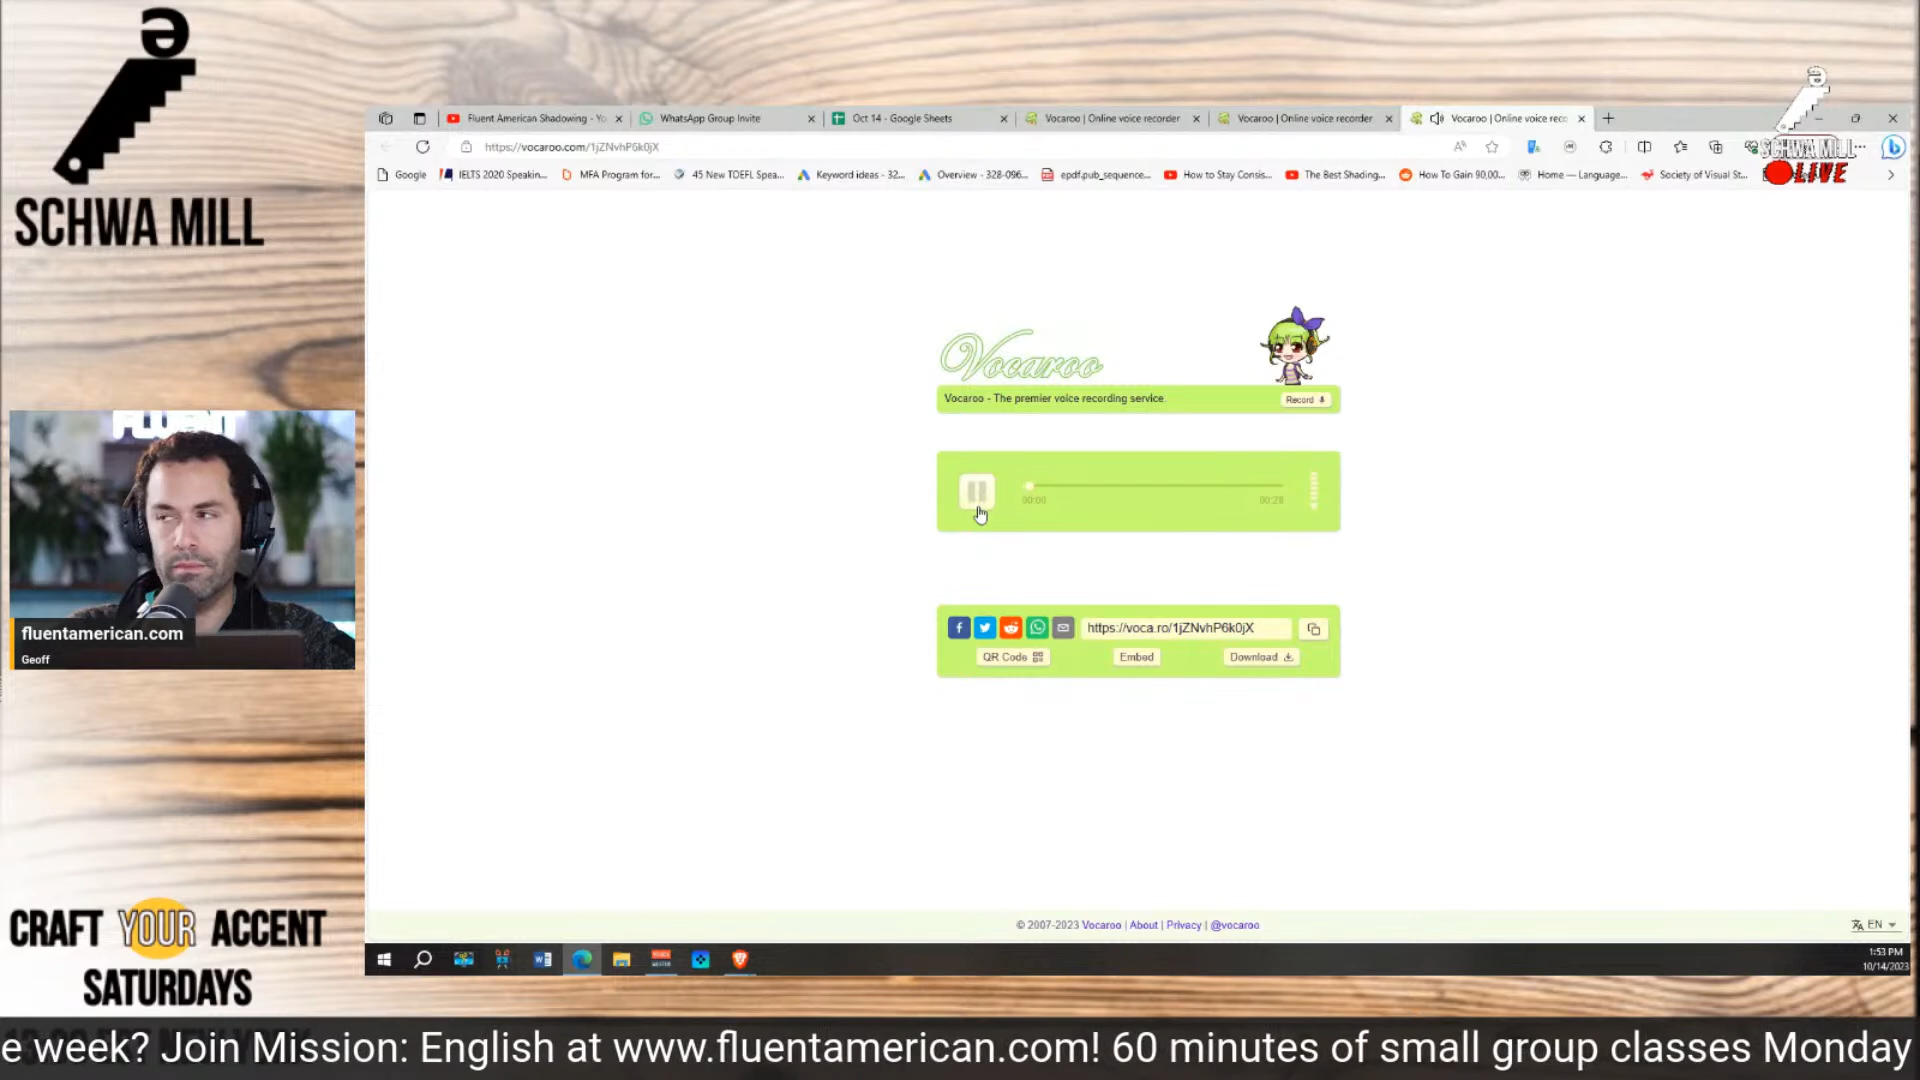 ə
SCHWA MILL
Fluent American Shadowing - Yo
WhatsApp Group Invite
Oct 14 - Google Sheets
Vocaroo | Online voice recorder
Vocaroo | Online voice recorder
Vocaroo | Online voice reco
https://vocaroo.com/1jZNvhP6k0jX
SCHWA MILL
LIVE
Google
IELTS 2020 Speakin...
MFA Program for...
45 New TOEFL Spea...
Keyword ideas - 32...
Overview - 328-096...
epdf.pub_sequence...
How to Stay Consis...
The Best Shading...
How To Gain 90,00...
Home — Language...
Society of Visual St...
Vocaroo
Vocaroo - The premier voice recording service.
Record
00:00
00:28
FLUENT
fluentamerican.com
Geoff
https://voca.ro/1jZNvhP6k0jX
QR Code
Embed
Download
© 2007-2023 Vocaroo | About | Privacy | @vocaroo
EN
CRAFT YOUR ACCENT
SATURDAYS
1:53 PM
10/14/2023
e week? Join Mission: English at www.fluentamerican.com! 60 minutes of small group classes Monday